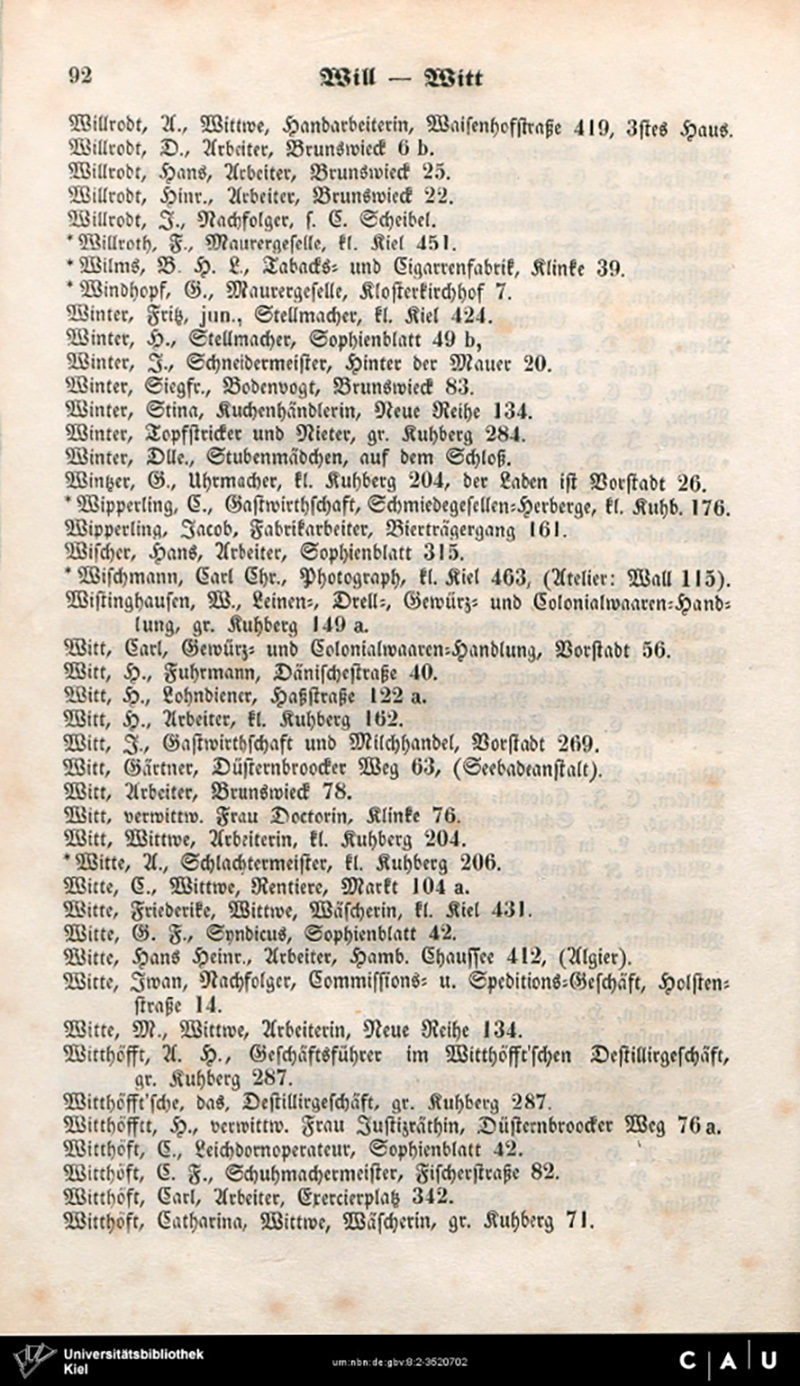 92 Will — Witt
Willrodt, A., Wittwe, Handarbeiterin, Waisenhofstraße 419, 3stes Haus.
Willrodt, D., Arbeiter, Brunswieck 6 b.
Willrodt, Hans, Arbeiter, Brunswieck 25.
Willrodt, Hinr., Arbeiter, Brunswieck 22.
Willrodt, J., Nachfolger, s. C. Scheibel.
* Willroth, F., Maurergeselle, kl. Kiel 451.
* Wilms, B. H. L., Tabacks- und Cigarrenfabrik, Klinke 39.
* Windhopf, G., Maurergeselle, Klosterkirchhof 7.
Winter, Fritz, jun., Stellmacher, kl. Kiel 424.
Winter, H., Stellmacher, Sophienblatt 49 b,
Winter, J., Schneidermeister, Hinter der Mauer 20.
Winter, Siegfr., Bodenvogt, Brunswieck 83.
Winter, Stina, Kuchenhändlerin, Neue Reihe 134.
Winter, Topfstricker und Nieter, gr. Kuhberg 284.
Winter, Dlle., Stubenmädchen, auf dem Schloß.
Wintzer, G., Uhrmacher, kl. Kuhberg 204, der Laden ist Vorstadt 26.
* Wipperling, C., Gastwirthschaft, Schmiedegesellen-Herberge, kl. Kuhb. 176.
Wipperling, Jacob, Fabrikarbeiter, Bierträgergang 161.
Wischer, Hans, Arbeiter, Sophienblatt 315.
* Wischmann, Carl Chr., Photograph, kl. Kiel 463, (Atelier: Wall 115).
Wistinghausen, W., Leinen-, Drell-, Gewürz- und Colonialwaaren-Hand-
lung, gr. Kuhberg 149 a.
Witt, Carl, Gewürz- und Colonialwaaren-Handlung, Vorstadt 56.
Witt, H., Fuhrmann, Dänischestraße 40.
Witt, H., Lohndiener, Haßstraße 122 a.
Witt, H., Arbeiter, kl. Kuhberg 162.
Witt, J., Gastwirthschaft und Milchhandel, Vorstadt 269.
Witt, Gärtner, Düsternbroocker Weg 63, (Seebadeanstalt).
Witt, Arbeiter, Brunswieck 78.
Witt, verwittw. Frau Doctorin, Klinke 76.
Witt, Wittwe, Arbeiterin, kl. Kuhberg 204.
* Witte, A., Schlachtermeister, kl. Kuhberg 206.
Witte, C., Wittwe, Rentiere, Markt 104 a.
Witte, Friederike, Wittwe, Wäscherin, kl. Kiel 431.
Witte, G. F., Syndicus, Sophienblatt 42.
Witte, Hans Heinr., Arbeiter, Hamb. Chaussee 412, (Algier).
Witte, Iwan, Nachfolger, Commissions- u. Speditions-Geschäft, Holsten-
straße 14.
Witte, M., Wittwe, Arbeiterin, Neue Reihe 134.
Witthöfft, A. H., Geschäftsführer im Witthöfft'schen Destillirgeschäft,
gr. Kuhberg 287.
Witthöfft'sche, das, Destillirgeschäft, gr. Kuhberg 287.
Witthöfftt, H., verwittw. Frau Justizräthin, Düsternbroocker Weg 76 a.
Witthöft, C., Leichdornoperateur, Sophienblatt 42.
Witthöft, C. F., Schuhmachermeister, Fischerstraße 82.
Witthöft, Carl, Arbeiter, Exercierplatz 342.
Witthöft, Catharina, Wittwe, Wäscherin, gr. Kuhberg 71.
Universitätsbibliothek
Kiel
urn:nbn:de:gbv:8:2-3520702
C A U